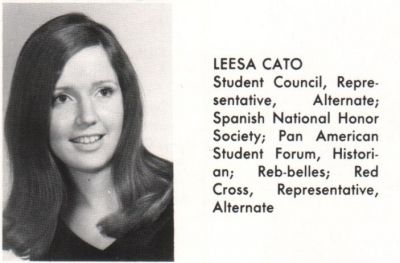 LEESA CATO
Student Council, Repre-
sentative, Alternate;
Spanish National Honor
Society; Pan American
Student Forum, Histori-
an; Reb-belles; Red
Cross, Representative,
Alternate